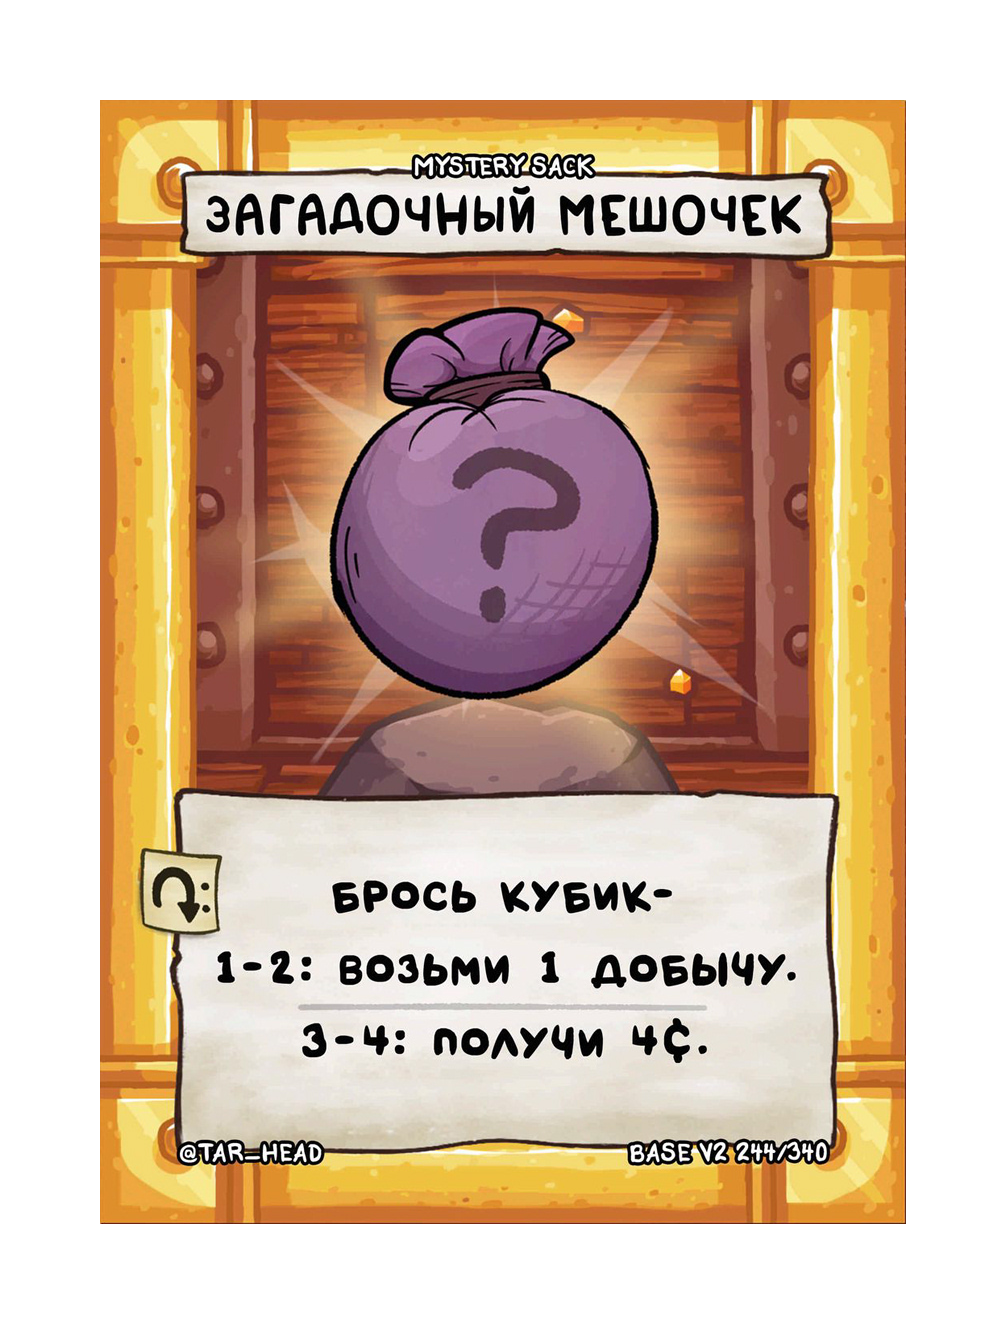 MYSTERY SACK
ЗАГАДОЧНЫЙ МЕШОЧЕК
?
БРОСЬ КУБИК-
1-2: ВОЗЬМИ 1 ДОБЫЧУ.
3-4: ПОЛУЧИ 4¢.
@TAR_HEAD
BASE V2 244/340